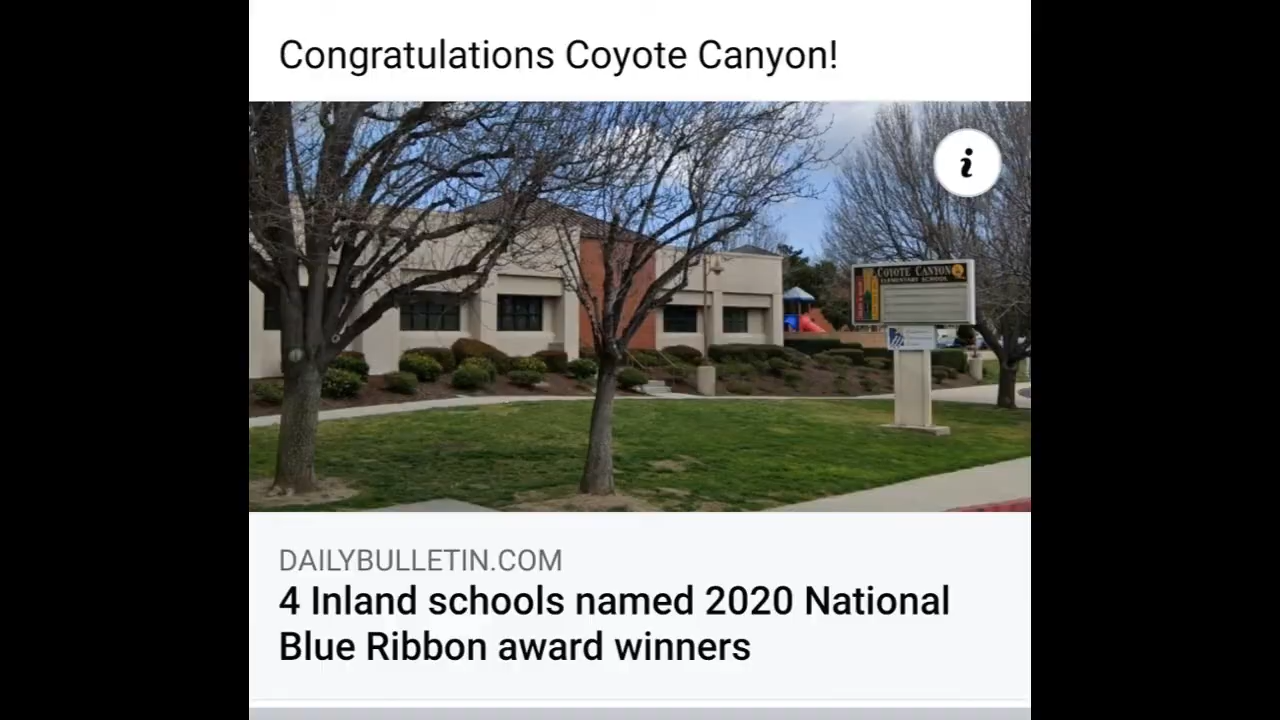 Congratulations Coyote Canyon!
i
COYOTE CANYON
ELEMENTARY SCHOOL
DAILYBULLETIN.COM
4 Inland schools named 2020 National
Blue Ribbon award winners